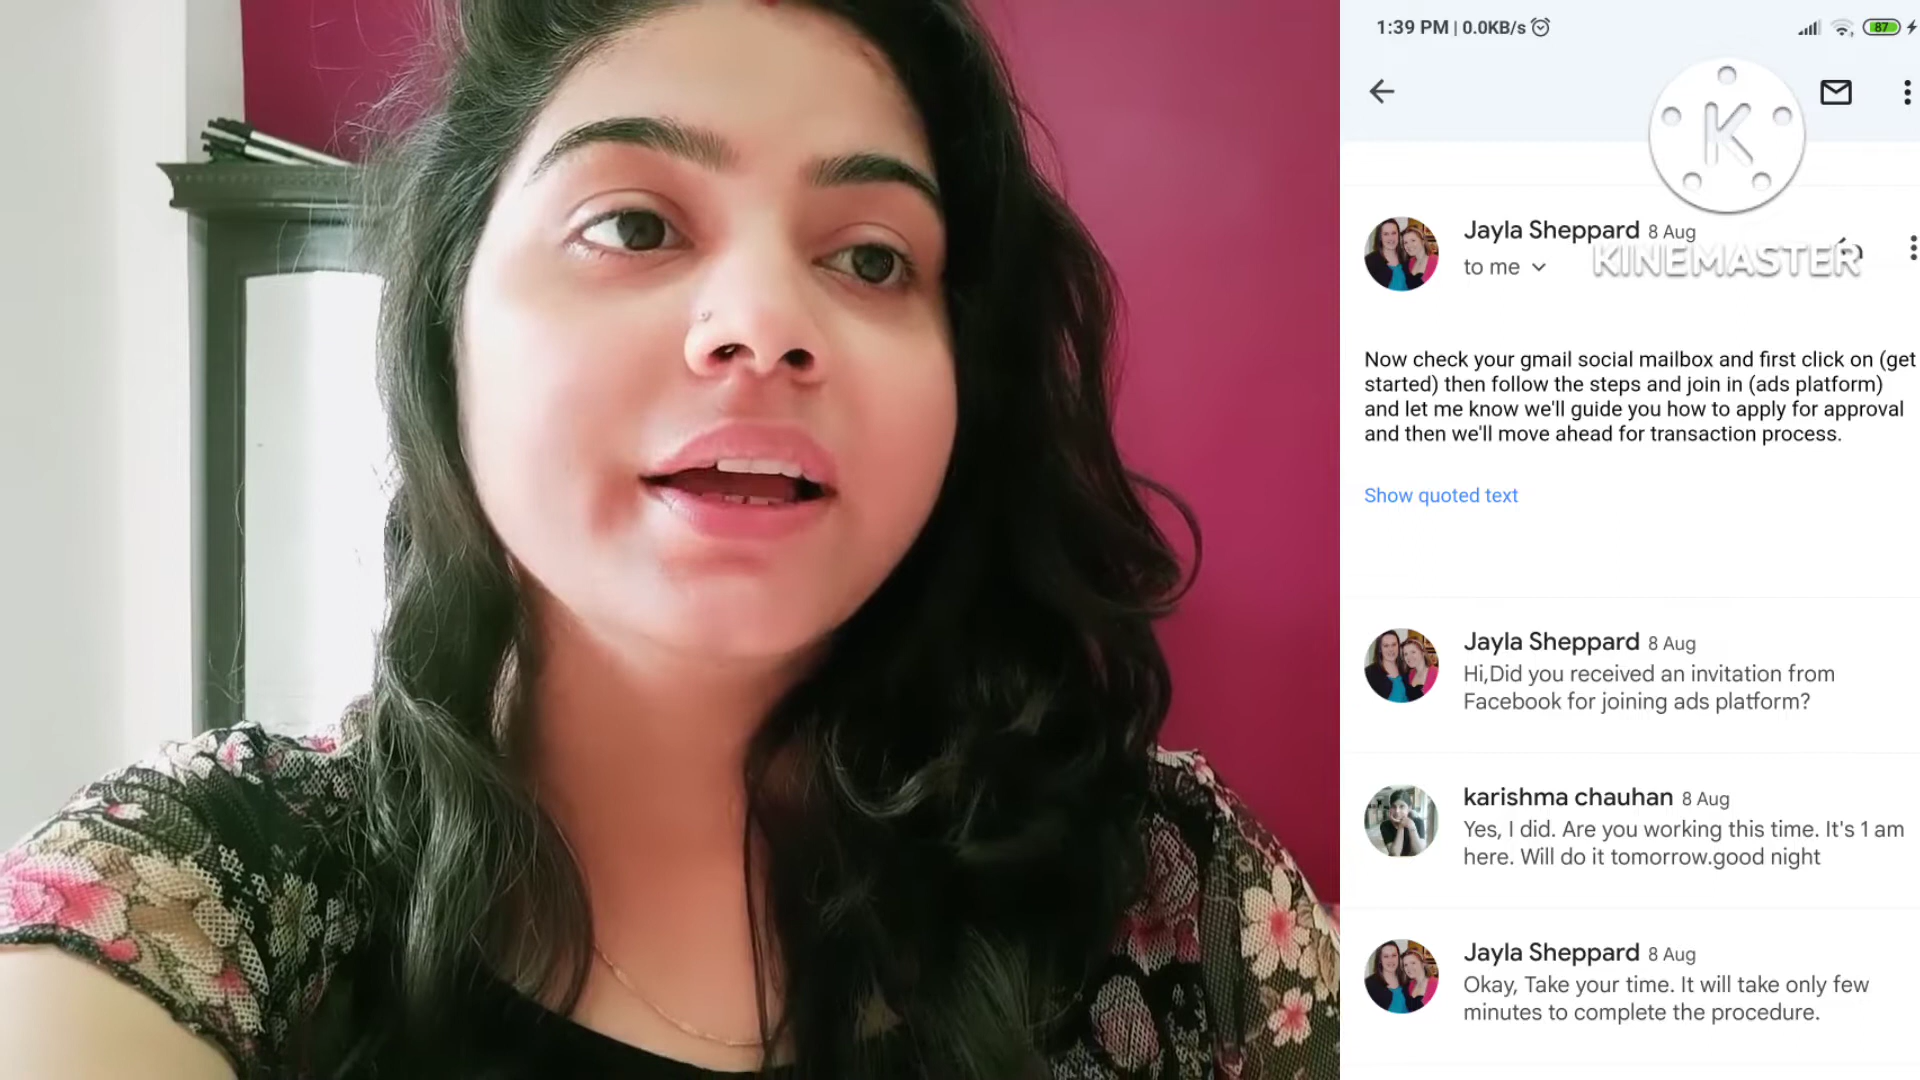 1:39 PM | 0.0KB/s
87
K
KINEMASTER
Jayla Sheppard 8 Aug
to me
Now check your gmail social mailbox and first click on (get
started) then follow the steps and join in (ads platform)
and let me know we'll guide you how to apply for approval
and then we'll move ahead for transaction process.
Show quoted text
Jayla Sheppard 8 Aug
Hi,Did you received an invitation from
Facebook for joining ads platform?
karishma chauhan 8 Aug
Yes, I did. Are you working this time. It's 1 am
here. Will do it tomorrow.good night
Jayla Sheppard 8 Aug
Okay, Take your time. It will take only few
minutes to complete the procedure.